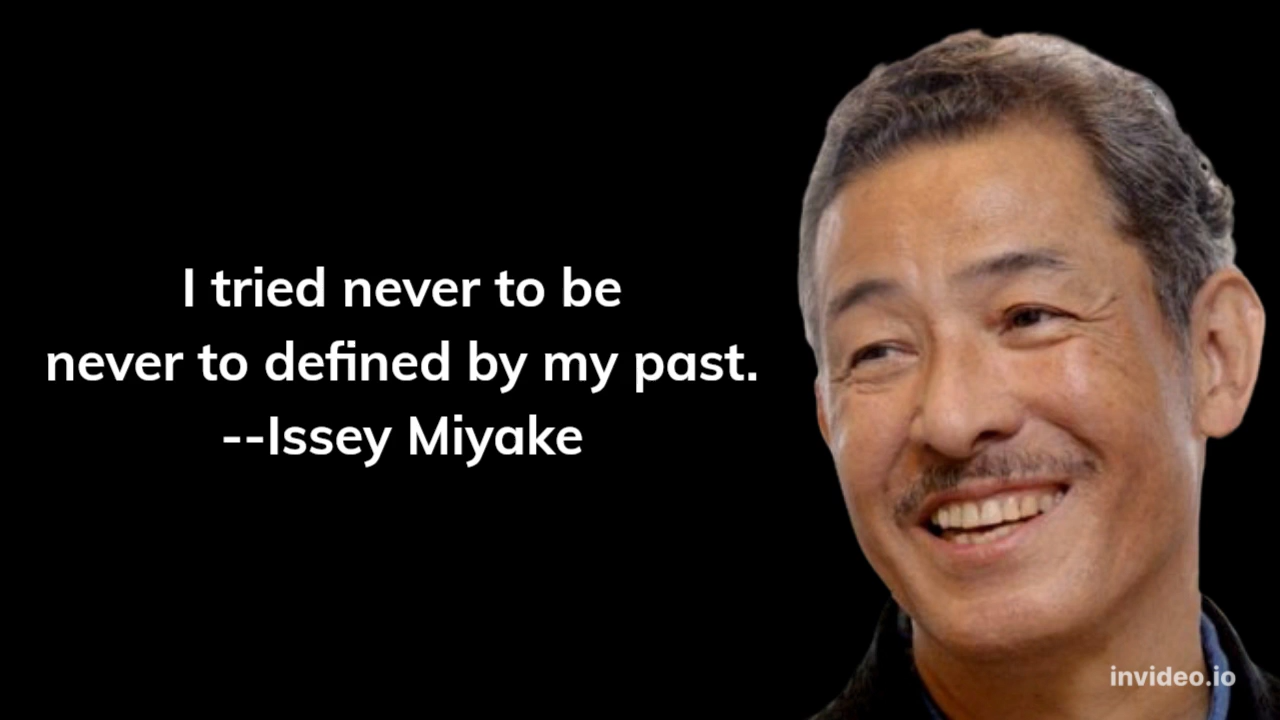 I tried never to be
never to defined by my past.
--Issey Miyake
invideo.io